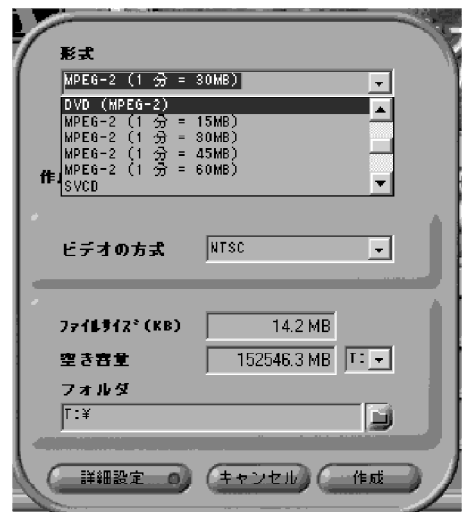 形式
MPEG-2 (1 分 = 30MB)
DVD (MPEG-2)
MPEG-2 (1 分 = 15MB)
MPEG-2 (1 分 = 30MB)
MPEG-2 (1 分 = 45MB)
MPEG-2 (1 分 = 60MB)
SVCD
ビデオの方式 NTSC
ファイルサイズ(KB) 14.2 MB
空き容量 152546.3 MB T:
フォルダ
T:¥
詳細設定 キャンセル 作成